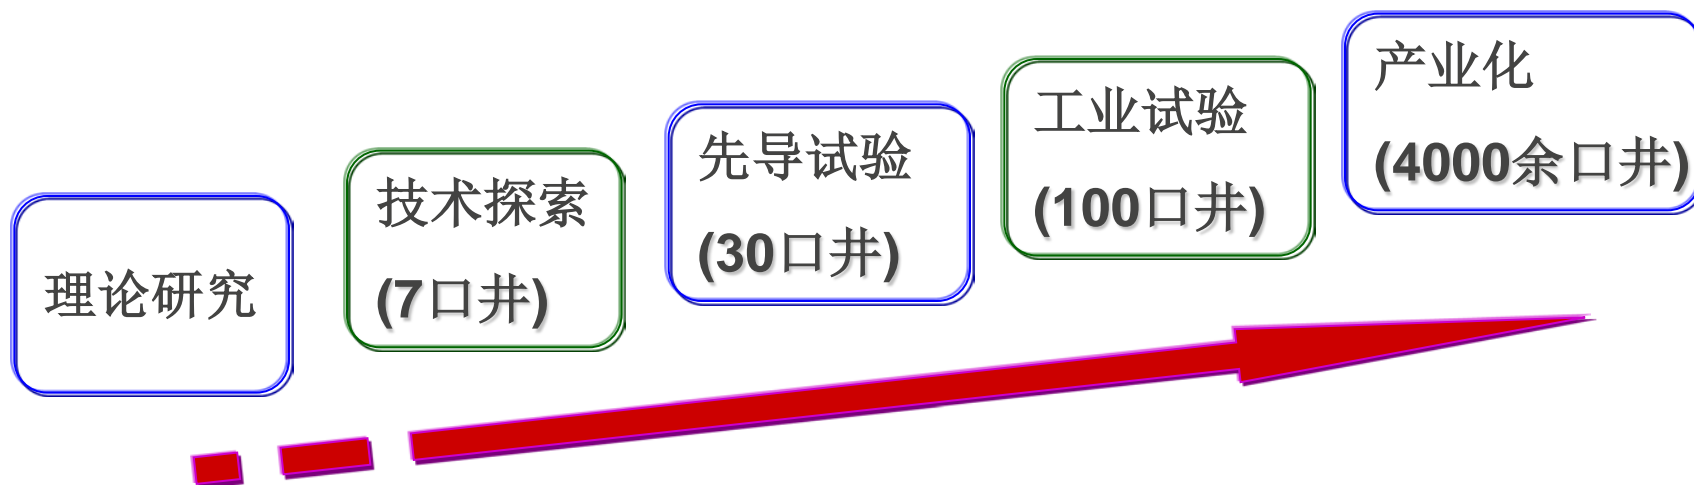 理论研究
技术探索
(7口井)
先导试验
(30口井)
工业试验
(100口井)
产业化
(4000余口井)